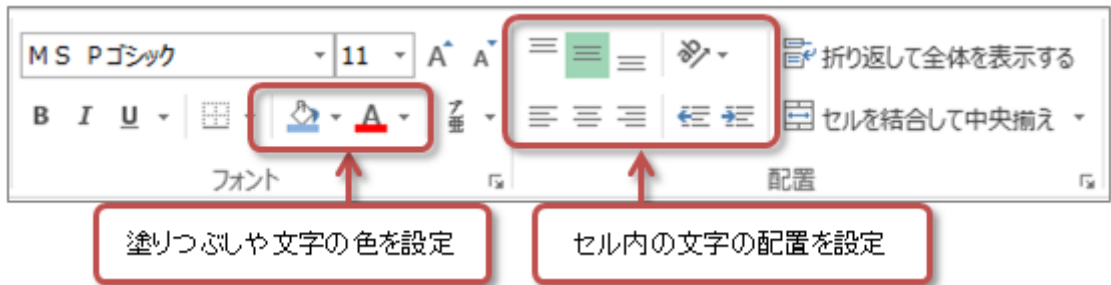 MS Pゴシック 11 A A ab 折り返して全体を表示する
B I U A ア亜 セルを結合して中央揃え
フォント 配置
塗りつぶしや文字の色を設定 セル内の文字の配置を設定